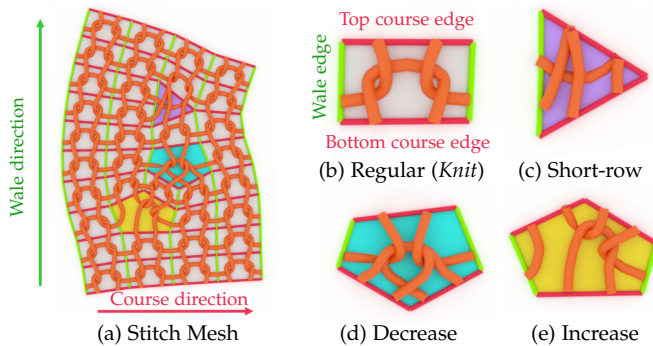 Wale direction
Course direction
(a) Stitch Mesh
Top course edge
Wale edge
Bottom course edge
(b) Regular (Knit)
(c) Short-row
(d) Decrease
(e) Increase